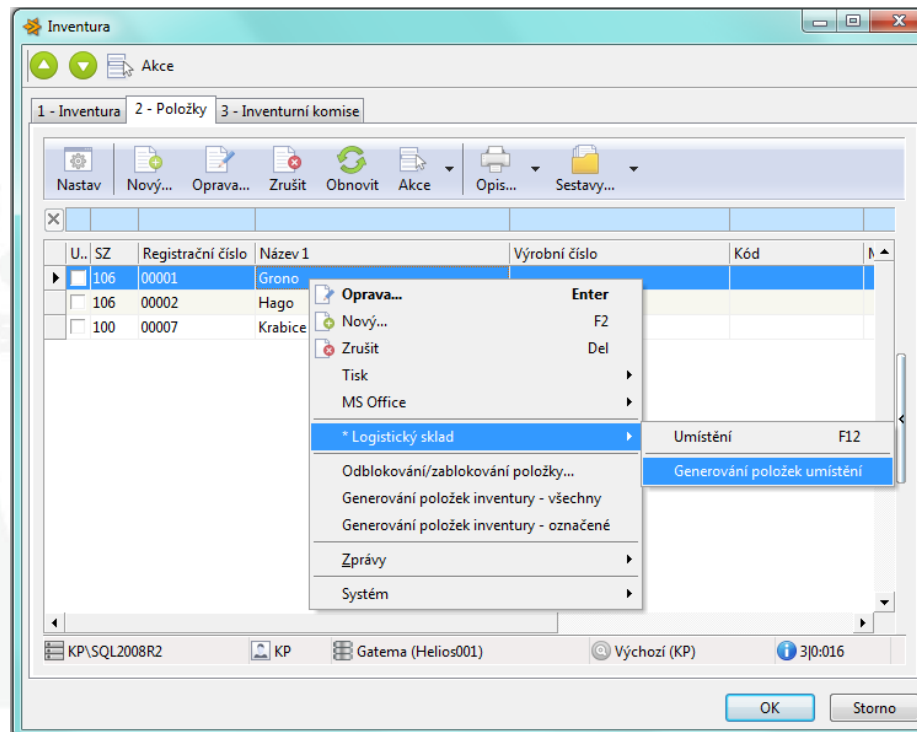 Inventura
Akce
1 - Inventura 2 - Položky 3 - Inventurní komise
Nastav Nový... Oprava... Zrušit Obnovit Akce Opis... Sestavy...
U.. SZ Registrační číslo Název 1 Výrobní číslo Kód
106 00001 Grono
106 00002 Hago
100 00007 Krabice
Oprava... Enter
Nový... F2
Zrušit Del
Tisk
MS Office
* Logistický sklad
Umístění F12
Generování položek umístění
Odblokování/zablokování položky...
Generování položek inventury - všechny
Generování položek inventury - označené
Zprávy
Systém
KP\SQL2008R2 KP Gatema (Helios001) Výchozí (KP) 3|0:016
OK Storno